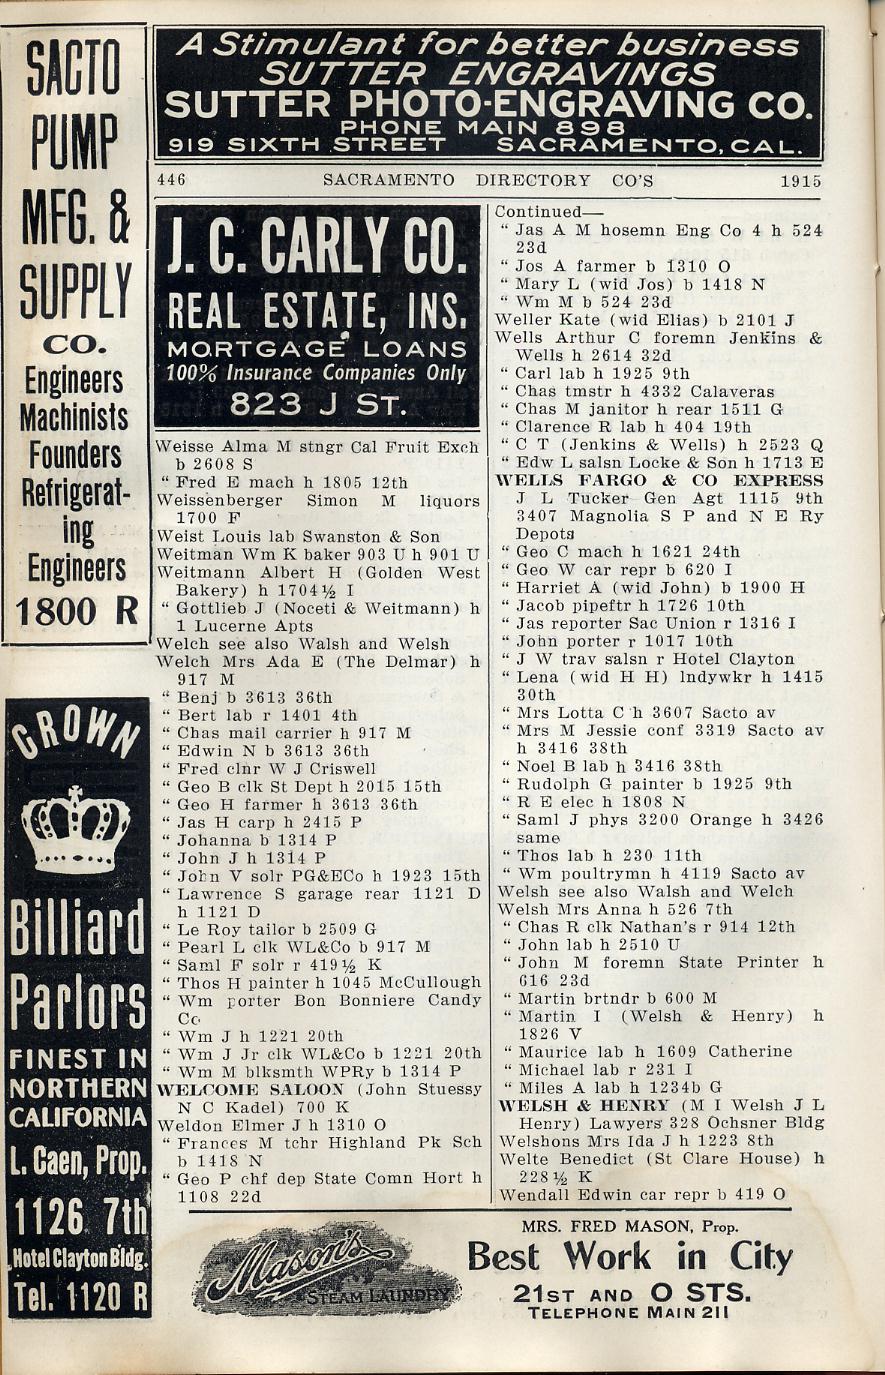 SACTO
PUMP
MFG. &
SUPPLY
CO.
Engineers
Machinists
Founders
Refrigerat-
ing
Engineers
1800 R
CROWN
Billiard
Parlors
FINEST IN
NORTHERN
CALIFORNIA
L. Caen, Prop.
1126 7th
Hotel Clayton Bldg.
Tel. 1120 R
A Stimulant for better business
SUTTER ENGRAVINGS
SUTTER PHOTO-ENGRAVING CO.
PHONE MAIN 898
919 SIXTH STREET SACRAMENTO, CAL.
446 SACRAMENTO DIRECTORY CO'S 1915
J. C. CARLY CO.
REAL ESTATE, INS.
MORTGAGE LOANS
100% Insurance Companies Only
823 J ST.
Weisse Alma M stngr Cal Fruit Exch
b 2608 S
“ Fred E mach h 1805 12th
Weissenberger Simon M liquors
1700 F
Weist Louis lab Swanston & Son
Weitman Wm K baker 903 U h 901 U
Weitmann Albert H (Golden West
Bakery) h 1704½ I
“ Gottlieb J (Noceti & Weitmann) h
1 Lucerne Apts
Welch see also Walsh and Welsh
Welch Mrs Ada E (The Delmar) h
917 M
“ Benj b 3613 36th
“ Bert lab r 1401 4th
“ Chas mail carrier h 917 M
“ Edwin N b 3613 36th
“ Fred clnr W J Criswell
“ Geo B clk St Dept h 2015 15th
“ Geo H farmer h 3613 36th
“ Jas H carp h 2415 P
“ Johanna b 1314 P
“ John J h 1314 P
“ John V solr PG&ECo h 1923 15th
“ Lawrence S garage rear 1121 D
h 1121 D
“ Le Roy tailor b 2509 G
“ Pearl L clk WL&Co b 917 M
“ Saml F solr r 419½ K
“ Thos H painter h 1045 McCullough
“ Wm porter Bon Bonniere Candy
Co
“ Wm J h 1221 20th
“ Wm J Jr clk WL&Co b 1221 20th
“ Wm M blksmth WPRy b 1314 P
WELCOME SALOON (John Stuessy
N C Kadel) 700 K
Weldon Elmer J h 1310 O
“ Frances M tchr Highland Pk Sch
b 1418 N
“ Geo P chf dep State Comn Hort h
1108 22d
Continued—
“ Jas A M hosemn Eng Co 4 h 524
23d
“ Jos A farmer b 1310 O
“ Mary L (wid Jos) b 1418 N
“ Wm M b 524 23d
Weller Kate (wid Elias) b 2101 J
Wells Arthur C foremn Jenkins &
Wells h 2614 32d
“ Carl lab h 1925 9th
“ Chas tmstr h 4332 Calaveras
“ Chas M janitor h rear 1511 G
“ Clarence R lab h 404 19th
“ C T (Jenkins & Wells) h 2523 Q
“ Edw L salsn Locke & Son h 1713 E
WELLS FARGO & CO EXPRESS
J L Tucker Gen Agt 1115 9th
3407 Magnolia S P and N E Ry
Depots
“ Geo C mach h 1621 24th
“ Geo W car repr b 620 I
“ Harriet A (wid John) b 1900 H
“ Jacob pipeftr h 1726 10th
“ Jas reporter Sac Union r 1316 I
“ John porter r 1017 10th
“ J W trav salsn r Hotel Clayton
“ Lena (wid H H) lndywkr h 1415
30th
“ Mrs Lotta C h 3607 Sacto av
“ Mrs M Jessie conf 3319 Sacto av
h 3416 38th
“ Noel B lab h 3416 38th
“ Rudolph G painter b 1925 9th
“ R E elec h 1808 N
“ Saml J phys 3200 Orange h 3426
same
“ Thos lab h 230 11th
“ Wm poultrymn h 4119 Sacto av
Welsh see also Walsh and Welch
Welsh Mrs Anna h 526 7th
“ Chas R clk Nathan's r 914 12th
“ John lab h 2510 U
“ John M foremn State Printer h
616 23d
“ Martin brtndr b 600 M
“ Martin I (Welsh & Henry) h
1826 V
“ Maurice lab h 1609 Catherine
“ Michael lab r 231 I
“ Miles A lab h 1234b G
WELSH & HENRY (M I Welsh J L
Henry) Lawyers 328 Ochsner Bldg
Welshons Mrs Ida J h 1223 8th
Welte Benedict (St Clare House) h
228½ K
Wendall Edwin car repr b 419 O
Mason's
STEAM LAUNDRY
MRS. FRED MASON, Prop.
Best Work in City
21ST AND O STS.
TELEPHONE MAIN 211